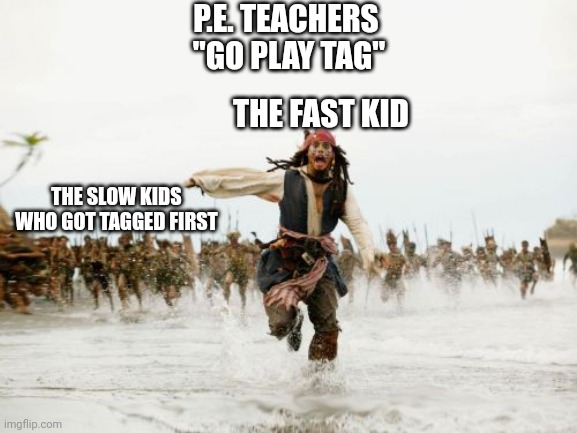 P.E. TEACHERS
"GO PLAY TAG"
THE FAST KID
THE SLOW KIDS
WHO GOT TAGGED FIRST
imgflip.com